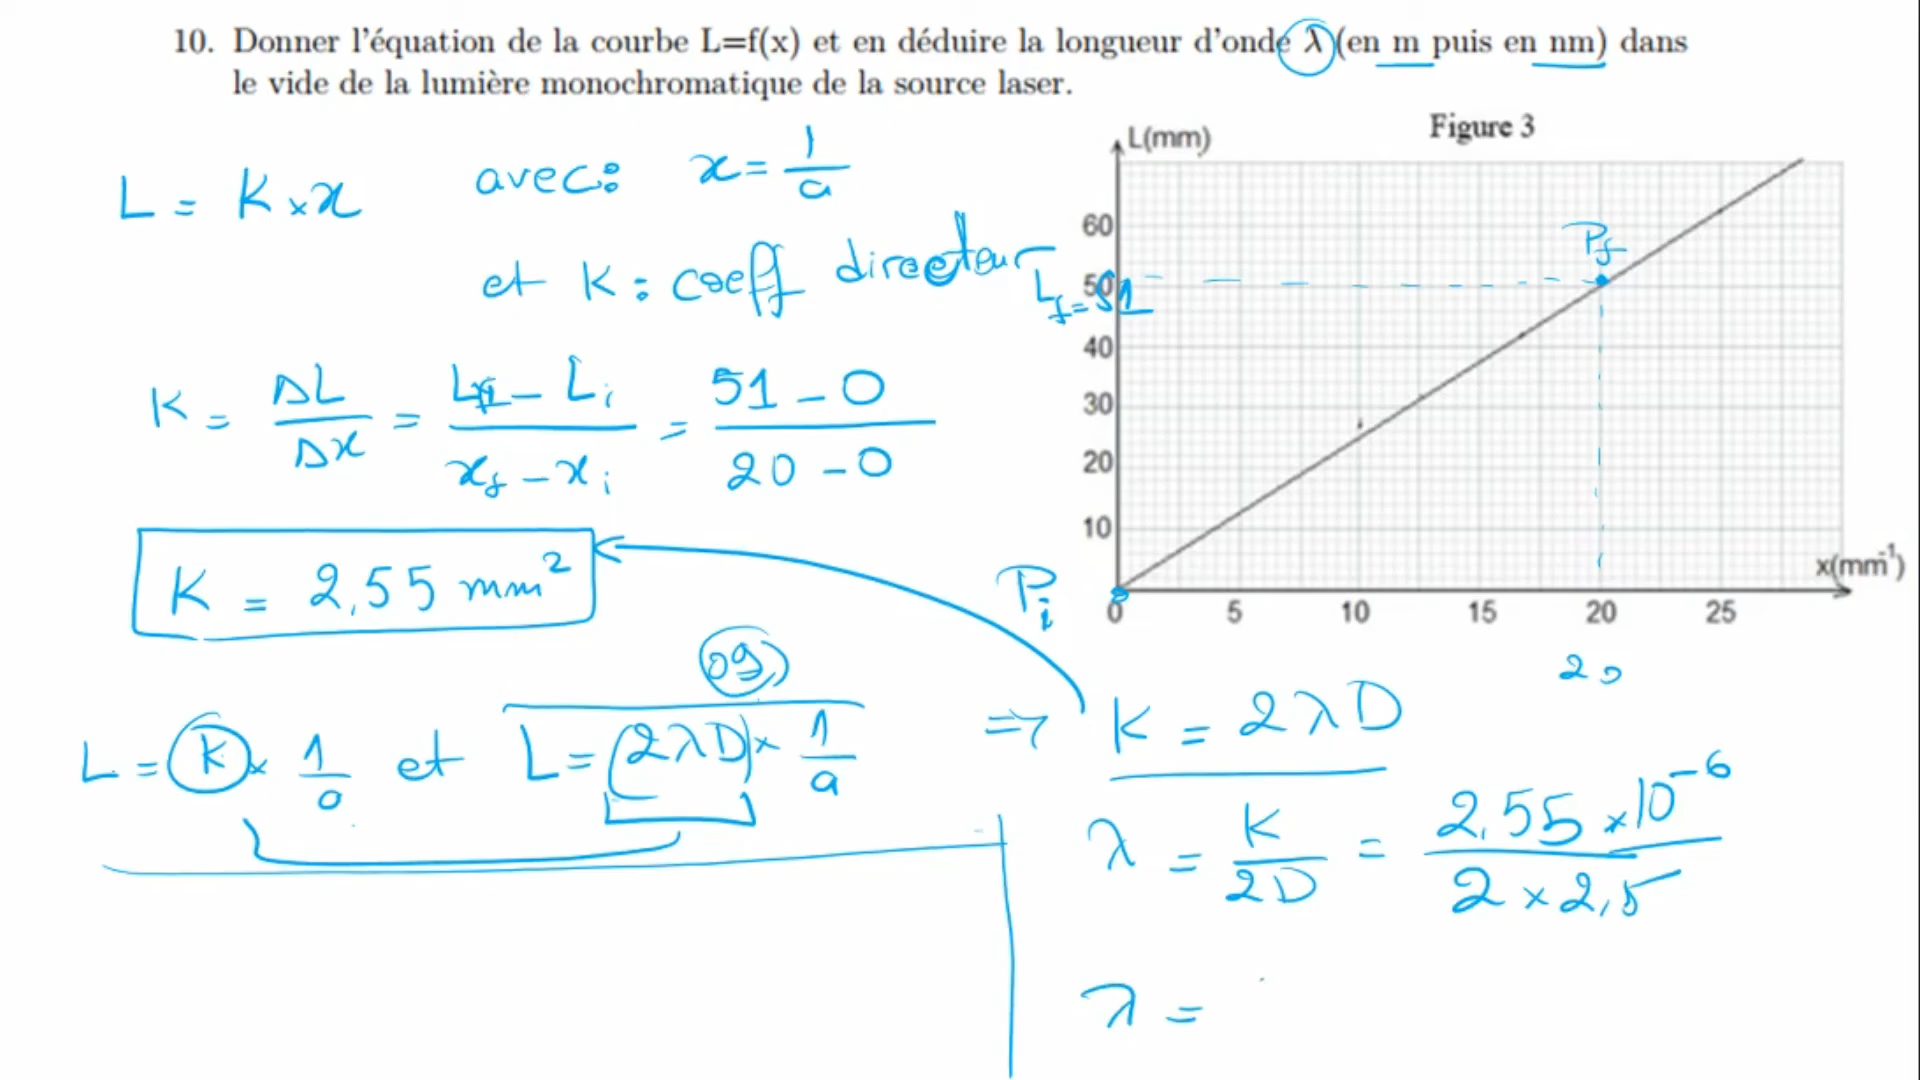 10. Donner l'équation de la courbe L=f(x) et en déduire la longueur d'onde λ (en m puis en nm) dans
le vide de la lumière monochromatique de la source laser.
L = K × x avec: x = 1/a
et K : coeff directeur
K = ΔL/Δx = (L - Li)/(xf - xi) = (51 - 0)/(20 - 0)
K = 2,55 mm²
09)
L = K × 1/a et L = (2λD) × 1/a
Figure 3
L(mm)
60
Pf
50
Lf = 51
40
30
20
10
x(mm⁻¹)
Pi
0 5 10 15 20 25
20
⇒ K = 2λD
λ = K/2D = 2,55 × 10⁻⁶/2 × 2,5
λ =